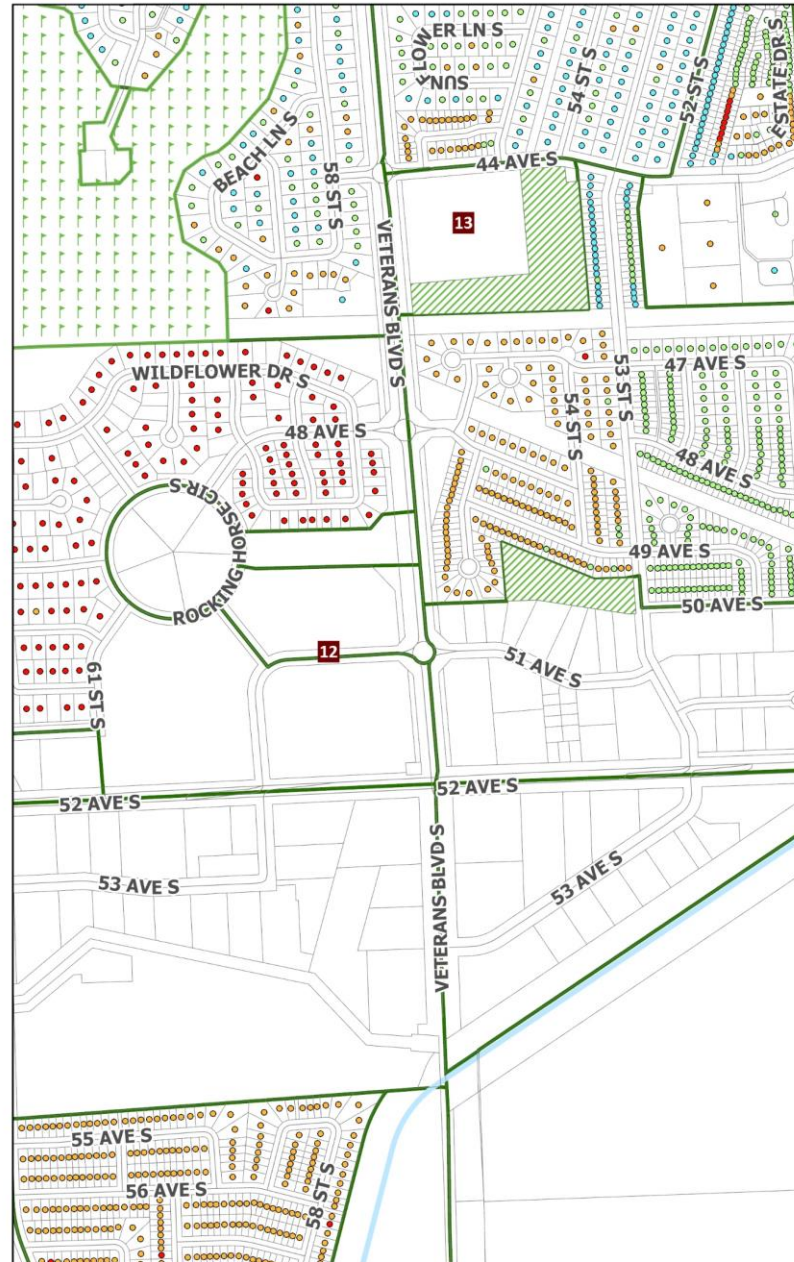 ER LN S
FLOW
SUN
54 ST S
52 ST S
ESTATE DR S
BEACH LN S
58 ST S
44 AVE S
13
VETERANS BLVD S
WILDFLOWER DR S
47 AVE S
53 ST S
54 ST S
48 AVE S
48 AVE S
ROCKING HORSE CIR S
49 AVE S
50 AVE S
12
51 AVE S
61 ST S
52 AVE S
52 AVE S
53 AVE S
53 AVE S
VETERANS BLVD S
55 AVE S
56 AVE S
58 ST S